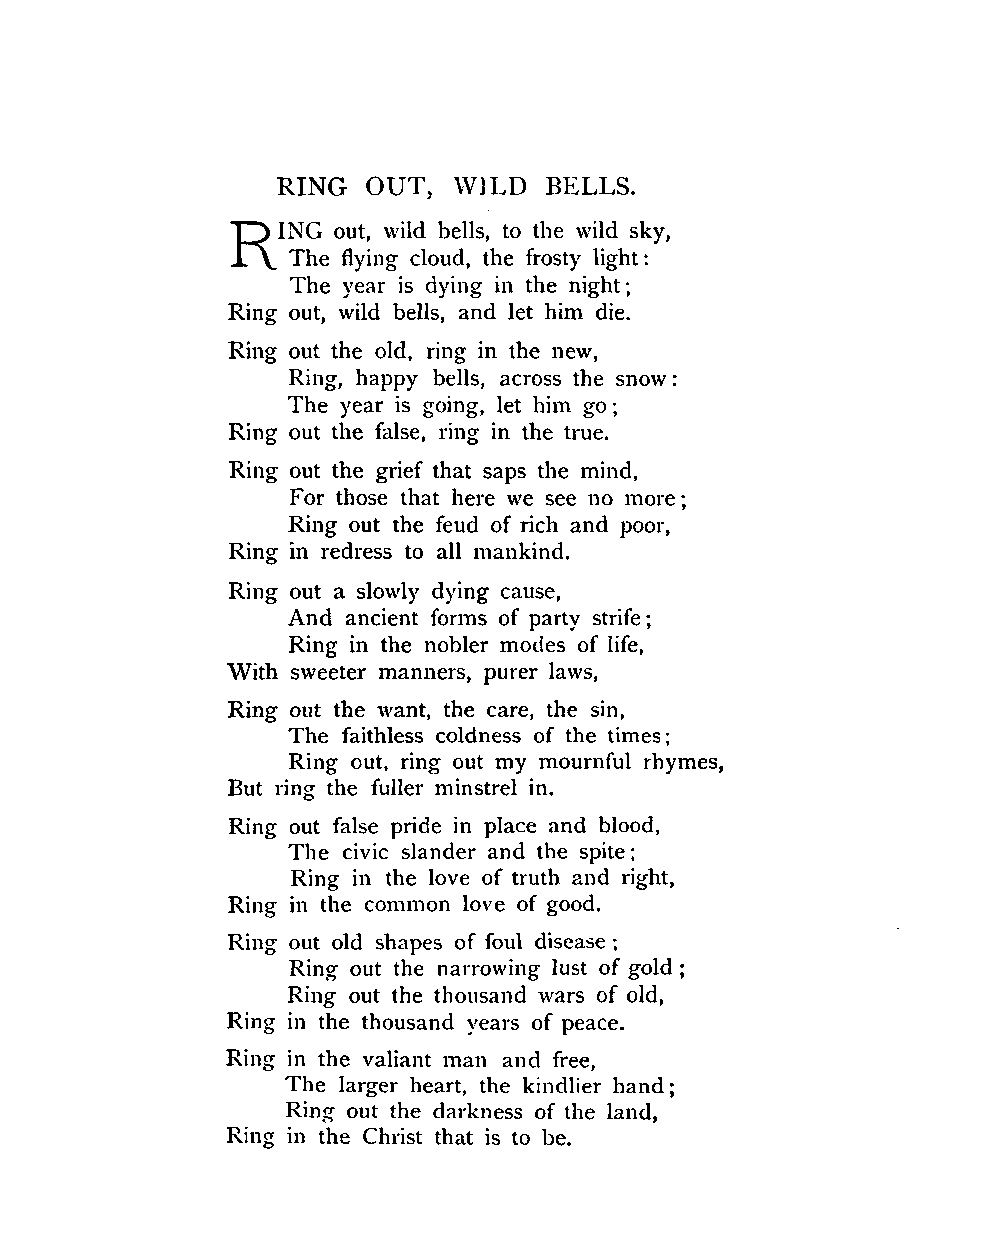 RING OUT, WILD BELLS.
RING out, wild bells, to the wild sky,
The flying cloud, the frosty light:
The year is dying in the night;
Ring out, wild bells, and let him die.
Ring out the old, ring in the new,
Ring, happy bells, across the snow:
The year is going, let him go;
Ring out the false, ring in the true.
Ring out the grief that saps the mind,
For those that here we see no more;
Ring out the feud of rich and poor,
Ring in redress to all mankind.
Ring out a slowly dying cause,
And ancient forms of party strife;
Ring in the nobler modes of life,
With sweeter manners, purer laws,
Ring out the want, the care, the sin,
The faithless coldness of the times;
Ring out, ring out my mournful rhymes,
But ring the fuller minstrel in.
Ring out false pride in place and blood,
The civic slander and the spite;
Ring in the love of truth and right,
Ring in the common love of good.
Ring out old shapes of foul disease;
Ring out the narrowing lust of gold;
Ring out the thousand wars of old,
Ring in the thousand years of peace.
Ring in the valiant man and free,
The larger heart, the kindlier hand;
Ring out the darkness of the land,
Ring in the Christ that is to be.